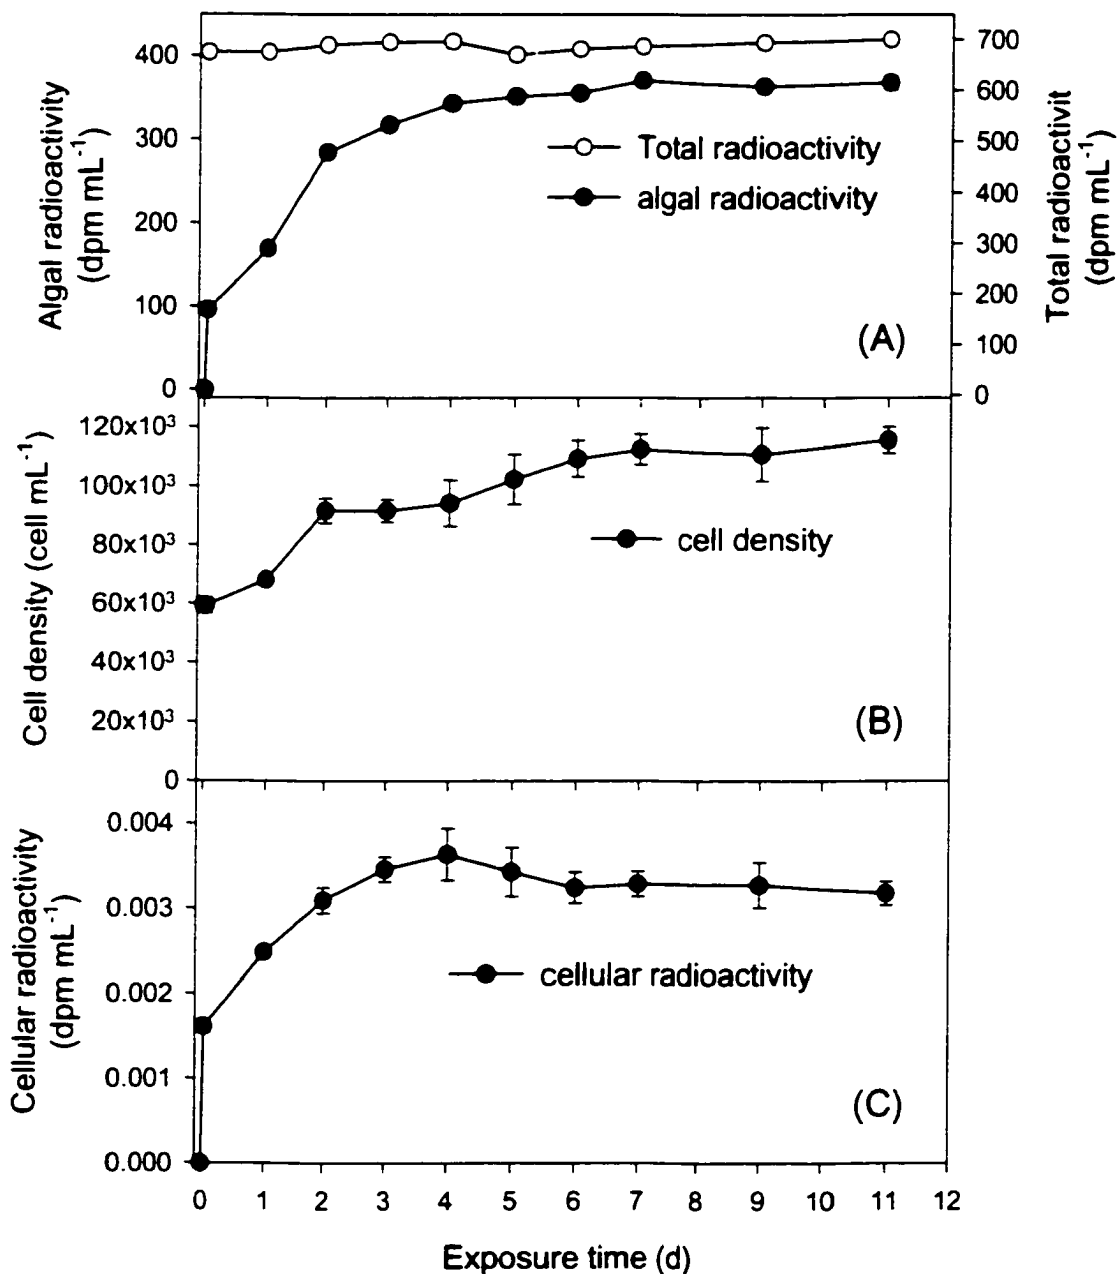 Algal radioactivity
(dpm mL⁻¹)
400
300
200
100
0
Total radioactivity
algal radioactivity
(A)
700
600
500
400
300
200
100
0
Total radioactivit
(dpm mL⁻¹)
Cell density (cell mL⁻¹)
120x10³
100x10³
80x10³
60x10³
40x10³
20x10³
0
cell density
(B)
Cellular radioactivity
(dpm mL⁻¹)
0.004
0.003
0.002
0.001
0.000
cellular radioactivity
(C)
0 1 2 3 4 5 6 7 8 9 10 11 12
Exposure time (d)